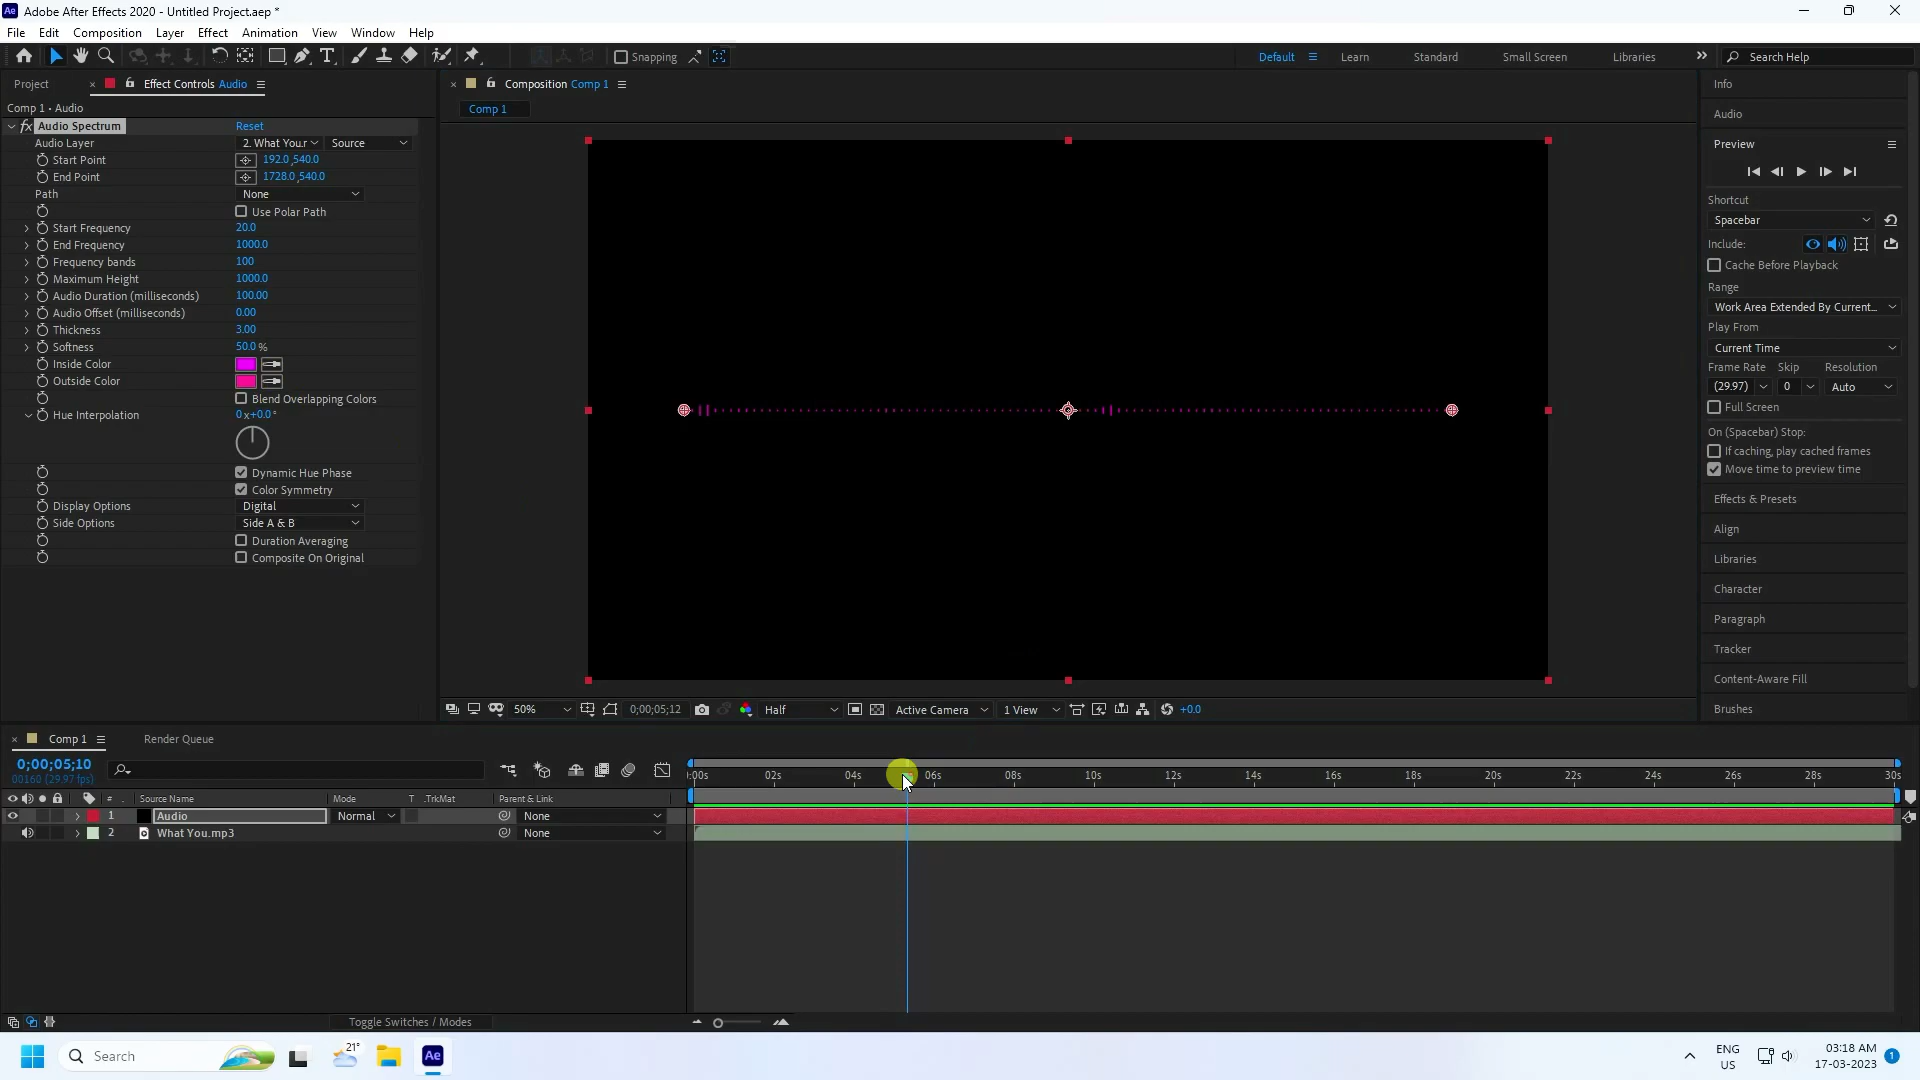 Adobe After Effects 2020 - Untitled Project.aep *
File Edit Composition Layer Effect Animation View Window Help
Snapping
Default Learn Standard Small Screen Libraries Search Help
Project
Effect Controls Audio
Comp 1 • Audio
fx Audio Spectrum Reset
Audio Layer 2. What You.r Source
Start Point 192.0,540.0
End Point 1728.0,540.0
Path None
Use Polar Path
Start Frequency 20.0
End Frequency 1000.0
Frequency bands 100
Maximum Height 1000.0
Audio Duration (milliseconds) 100.00
Audio Offset (milliseconds) 0.00
Thickness 3.00
Softness 50.0 %
Inside Color
Outside Color
Blend Overlapping Colors
Hue Interpolation 0x+0.0°
Dynamic Hue Phase
Color Symmetry
Display Options Digital
Side Options Side A & B
Duration Averaging
Composite On Original
Composition Comp 1
Comp 1
50% 0;00;05;12 Half Active Camera 1 View +0.0
Info
Audio
Preview
Shortcut
Spacebar
Include:
Cache Before Playback
Range
Work Area Extended By Current...
Play From
Current Time
Frame Rate Skip Resolution
(29.97) 0 Auto
Full Screen
On (Spacebar) Stop:
If caching, play cached frames
Move time to preview time
Effects & Presets
Align
Libraries
Character
Paragraph
Tracker
Content-Aware Fill
Brushes
Comp 1 Render Queue
0;00;05;10
00160 (29.97 fps)
:00s 02s 04s 06s 08s 10s 12s 14s 16s 18s 20s 22s 24s 26s 28s 30s
# Source Name Mode T .TrkMat Parent & Link
1 Audio Normal None
2 What You.mp3 None
Toggle Switches / Modes
Search
21°
Ae
ENG
US
03:18 AM
17-03-2023
1